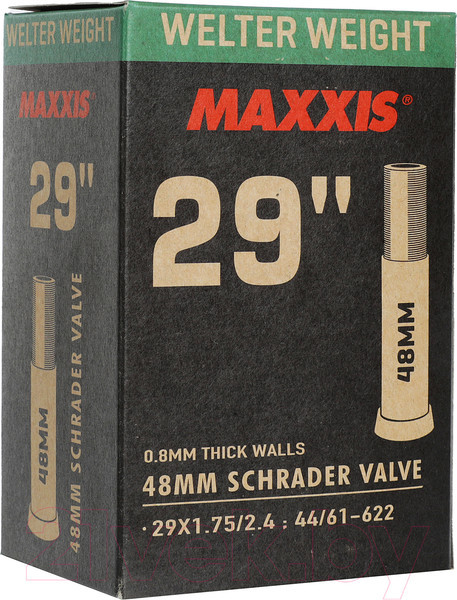 WELTER WEIGHT
MAXXIS
29"
48MM
48MM SCHRADER VALVE
WELTER WEIGHT
MAXXIS®
29"
48MM
0.8MM THICK WALLS
48MM SCHRADER VALVE
· 29X1.75/2.4 ; 44/61-622